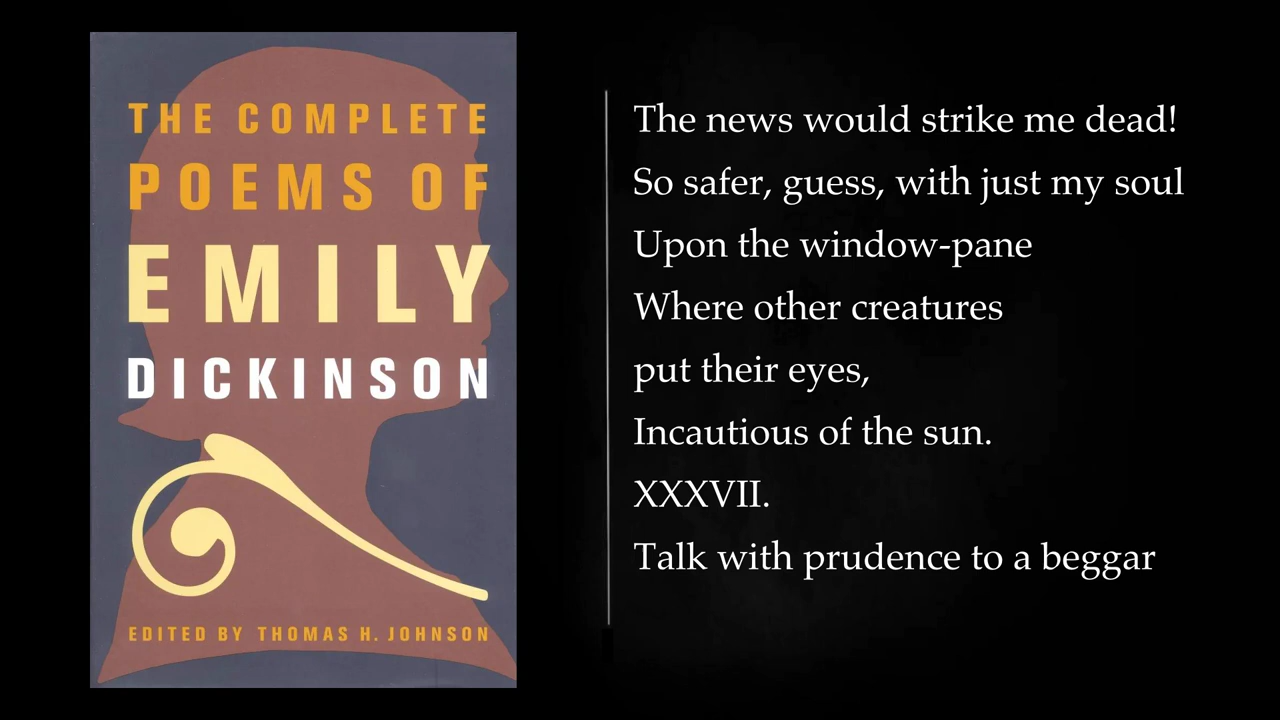 THE COMPLETE
POEMS OF
EMILY
DICKINSON
EDITED BY THOMAS H. JOHNSON
The news would strike me dead!
So safer, guess, with just my soul
Upon the window-pane
Where other creatures
put their eyes,
Incautious of the sun.
XXXVII.
Talk with prudence to a beggar